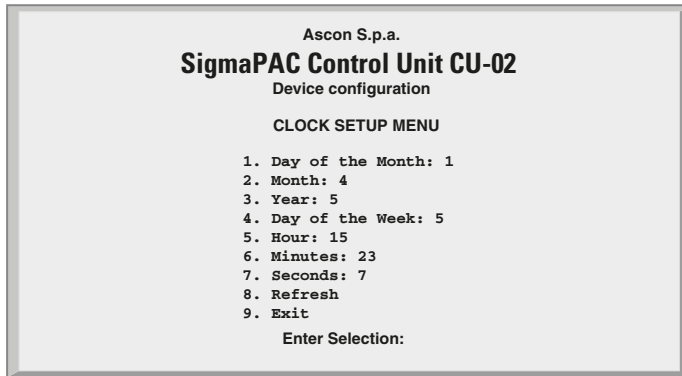 Ascon S.p.a.
SigmaPAC Control Unit CU-02
Device configuration
CLOCK SETUP MENU
1. Day of the Month: 1
2. Month: 4
3. Year: 5
4. Day of the Week: 5
5. Hour: 15
6. Minutes: 23
7. Seconds: 7
8. Refresh
9. Exit
Enter Selection: